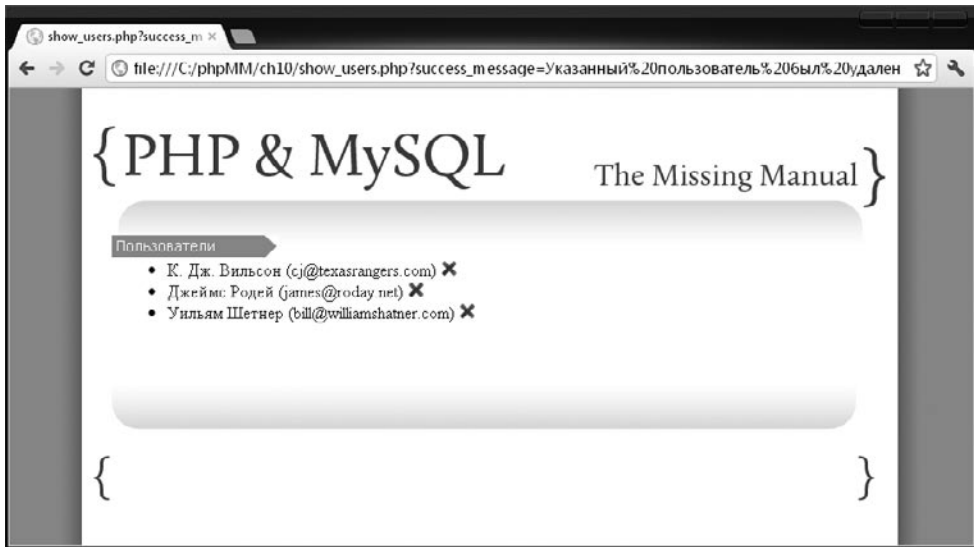 show_users.php?success_m
file:///C:/phpMM/ch10/show_users.php?success_message=Указанный%20пользователь%20был%20удален
{PHP & MySQL
The Missing Manual}
Пользователи
• К. Дж. Вильсон (cj@texasrangers.com)
• Джеймс Родей (james@roday.net)
• Уильям Шетнер (bill@williamshatner.com)
{ }